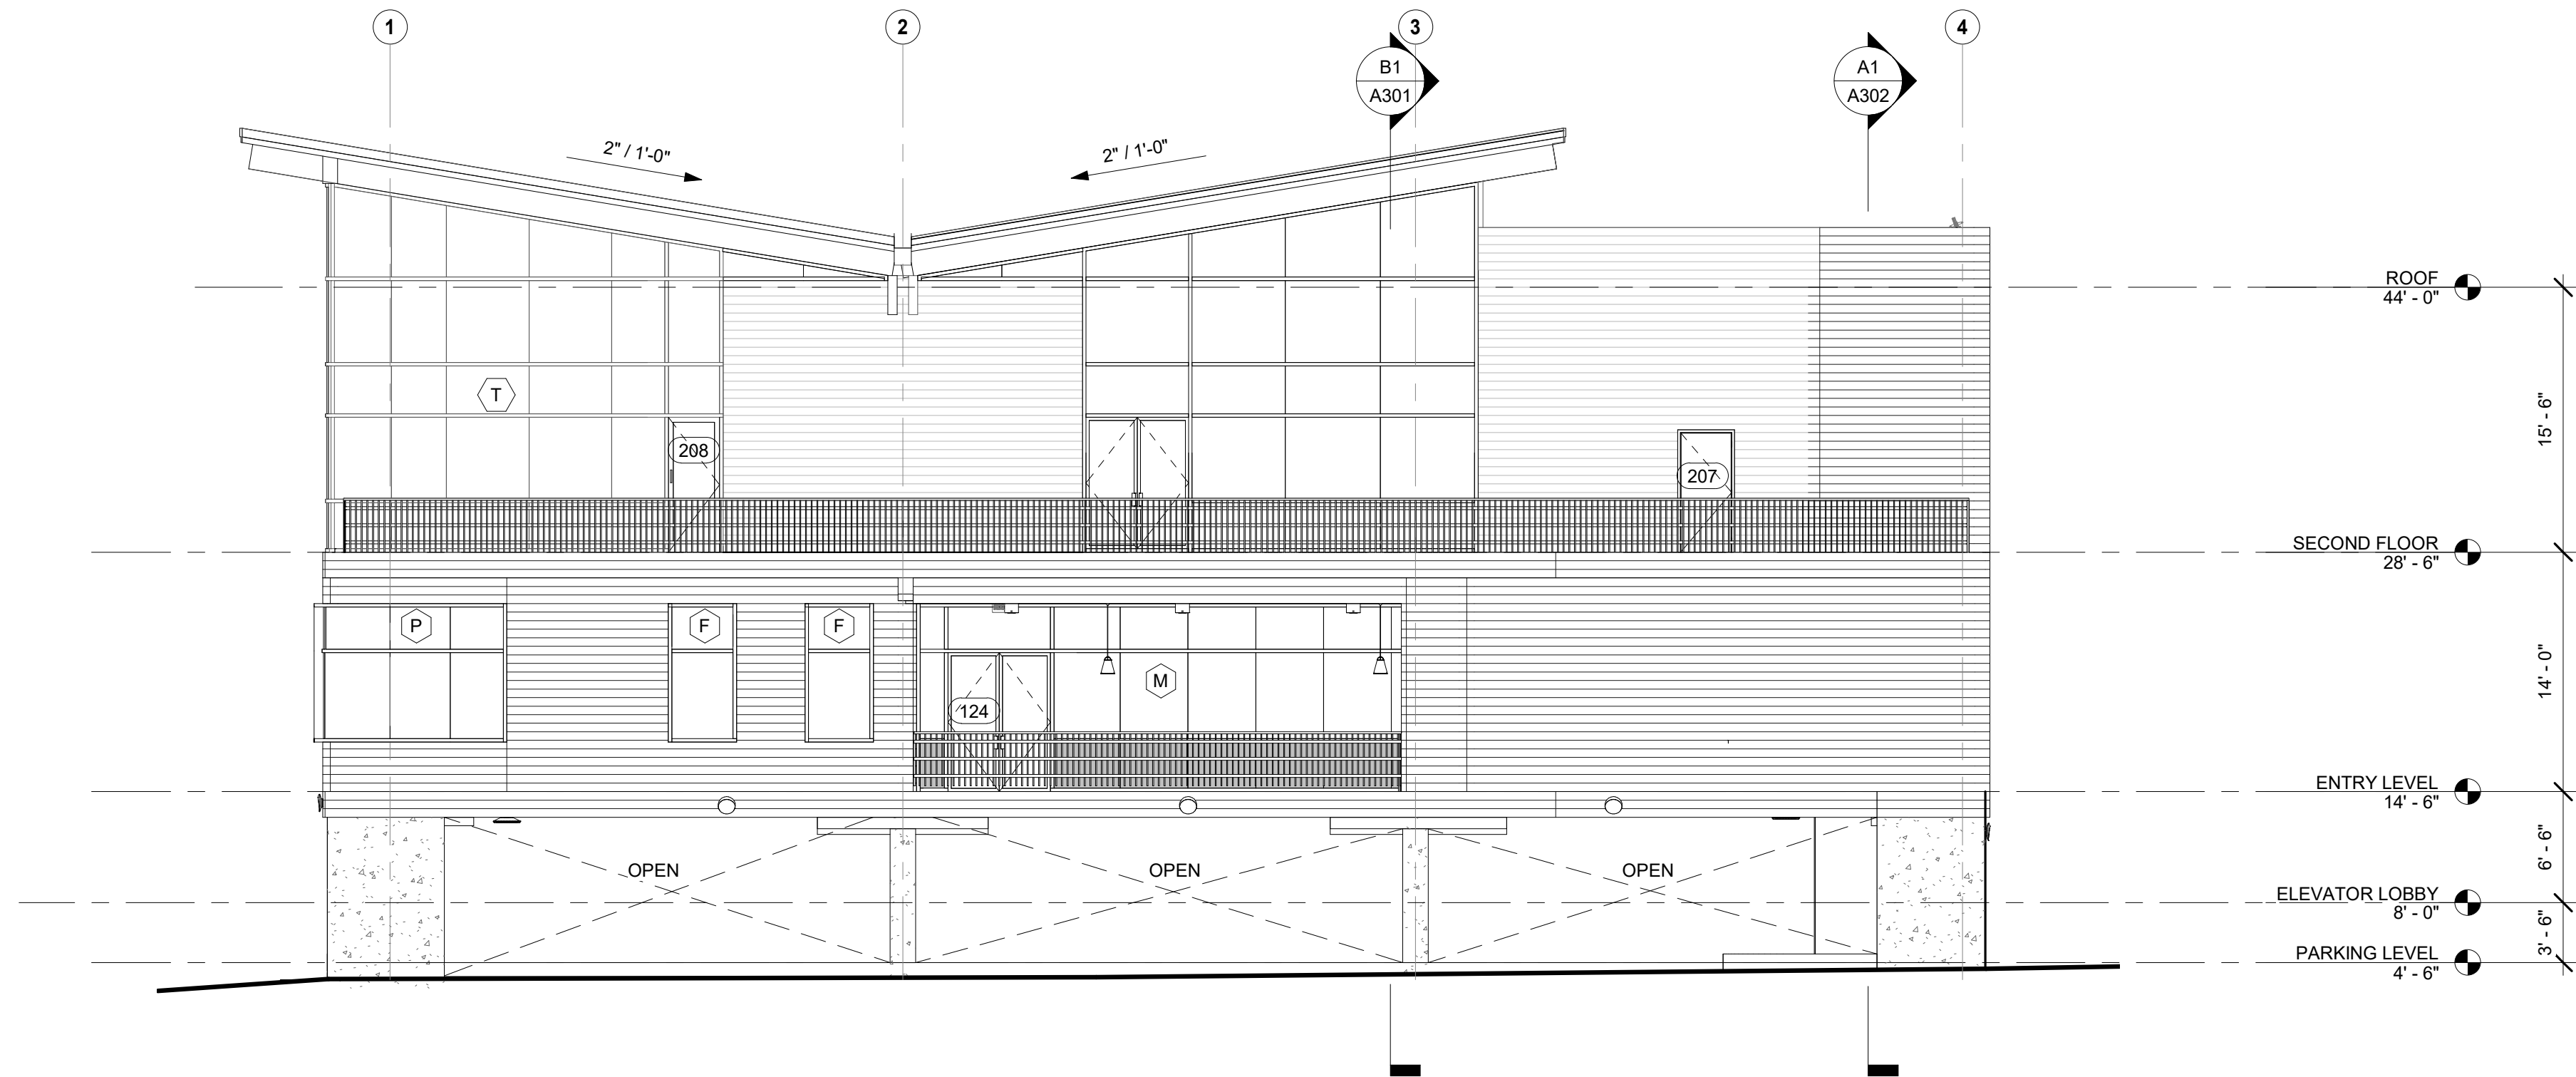 1
2
3
4
B1
A301
A1
A302
2" / 1'-0"
2" / 1'-0"
ROOF
44' - 0"
T
208
207
15' - 6"
SECOND FLOOR
28' - 6"
P
F
F
M
124
14' - 0"
ENTRY LEVEL
14' - 6"
OPEN
OPEN
OPEN
6' - 6"
ELEVATOR LOBBY
8' - 0"
3' - 6"
PARKING LEVEL
4' - 6"